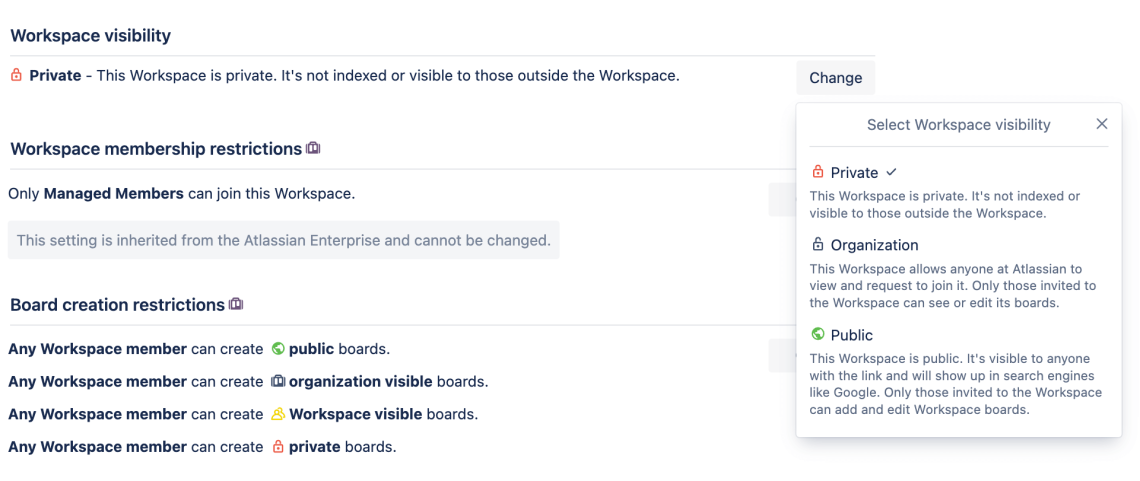 Workspace visibility
Private - This Workspace is private. It's not indexed or visible to those outside the Workspace.
Change
Workspace membership restrictions
Only Managed Members can join this Workspace.
This setting is inherited from the Atlassian Enterprise and cannot be changed.
Board creation restrictions
Any Workspace member can create public boards.
Any Workspace member can create organization visible boards.
Any Workspace member can create Workspace visible boards.
Any Workspace member can create private boards.
Select Workspace visibility
Private
This Workspace is private. It's not indexed or
visible to those outside the Workspace.
Organization
This Workspace allows anyone at Atlassian to
view and request to join it. Only those invited to
the Workspace can see or edit its boards.
Public
This Workspace is public. It's visible to anyone
with the link and will show up in search engines
like Google. Only those invited to the Workspace
can add and edit Workspace boards.